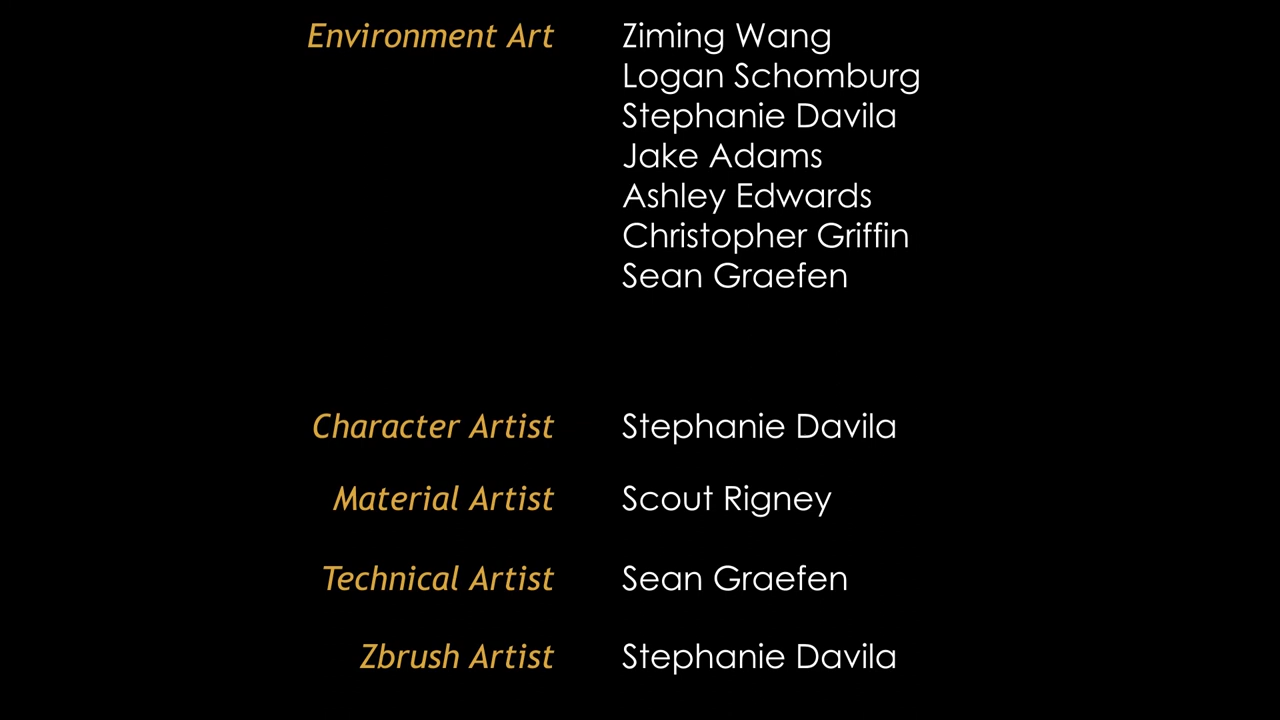 Environment Art Ziming Wang
Logan Schomburg
Stephanie Davila
Jake Adams
Ashley Edwards
Christopher Griffin
Sean Graefen
Character Artist Stephanie Davila
Material Artist Scout Rigney
Technical Artist Sean Graefen
Zbrush Artist Stephanie Davila